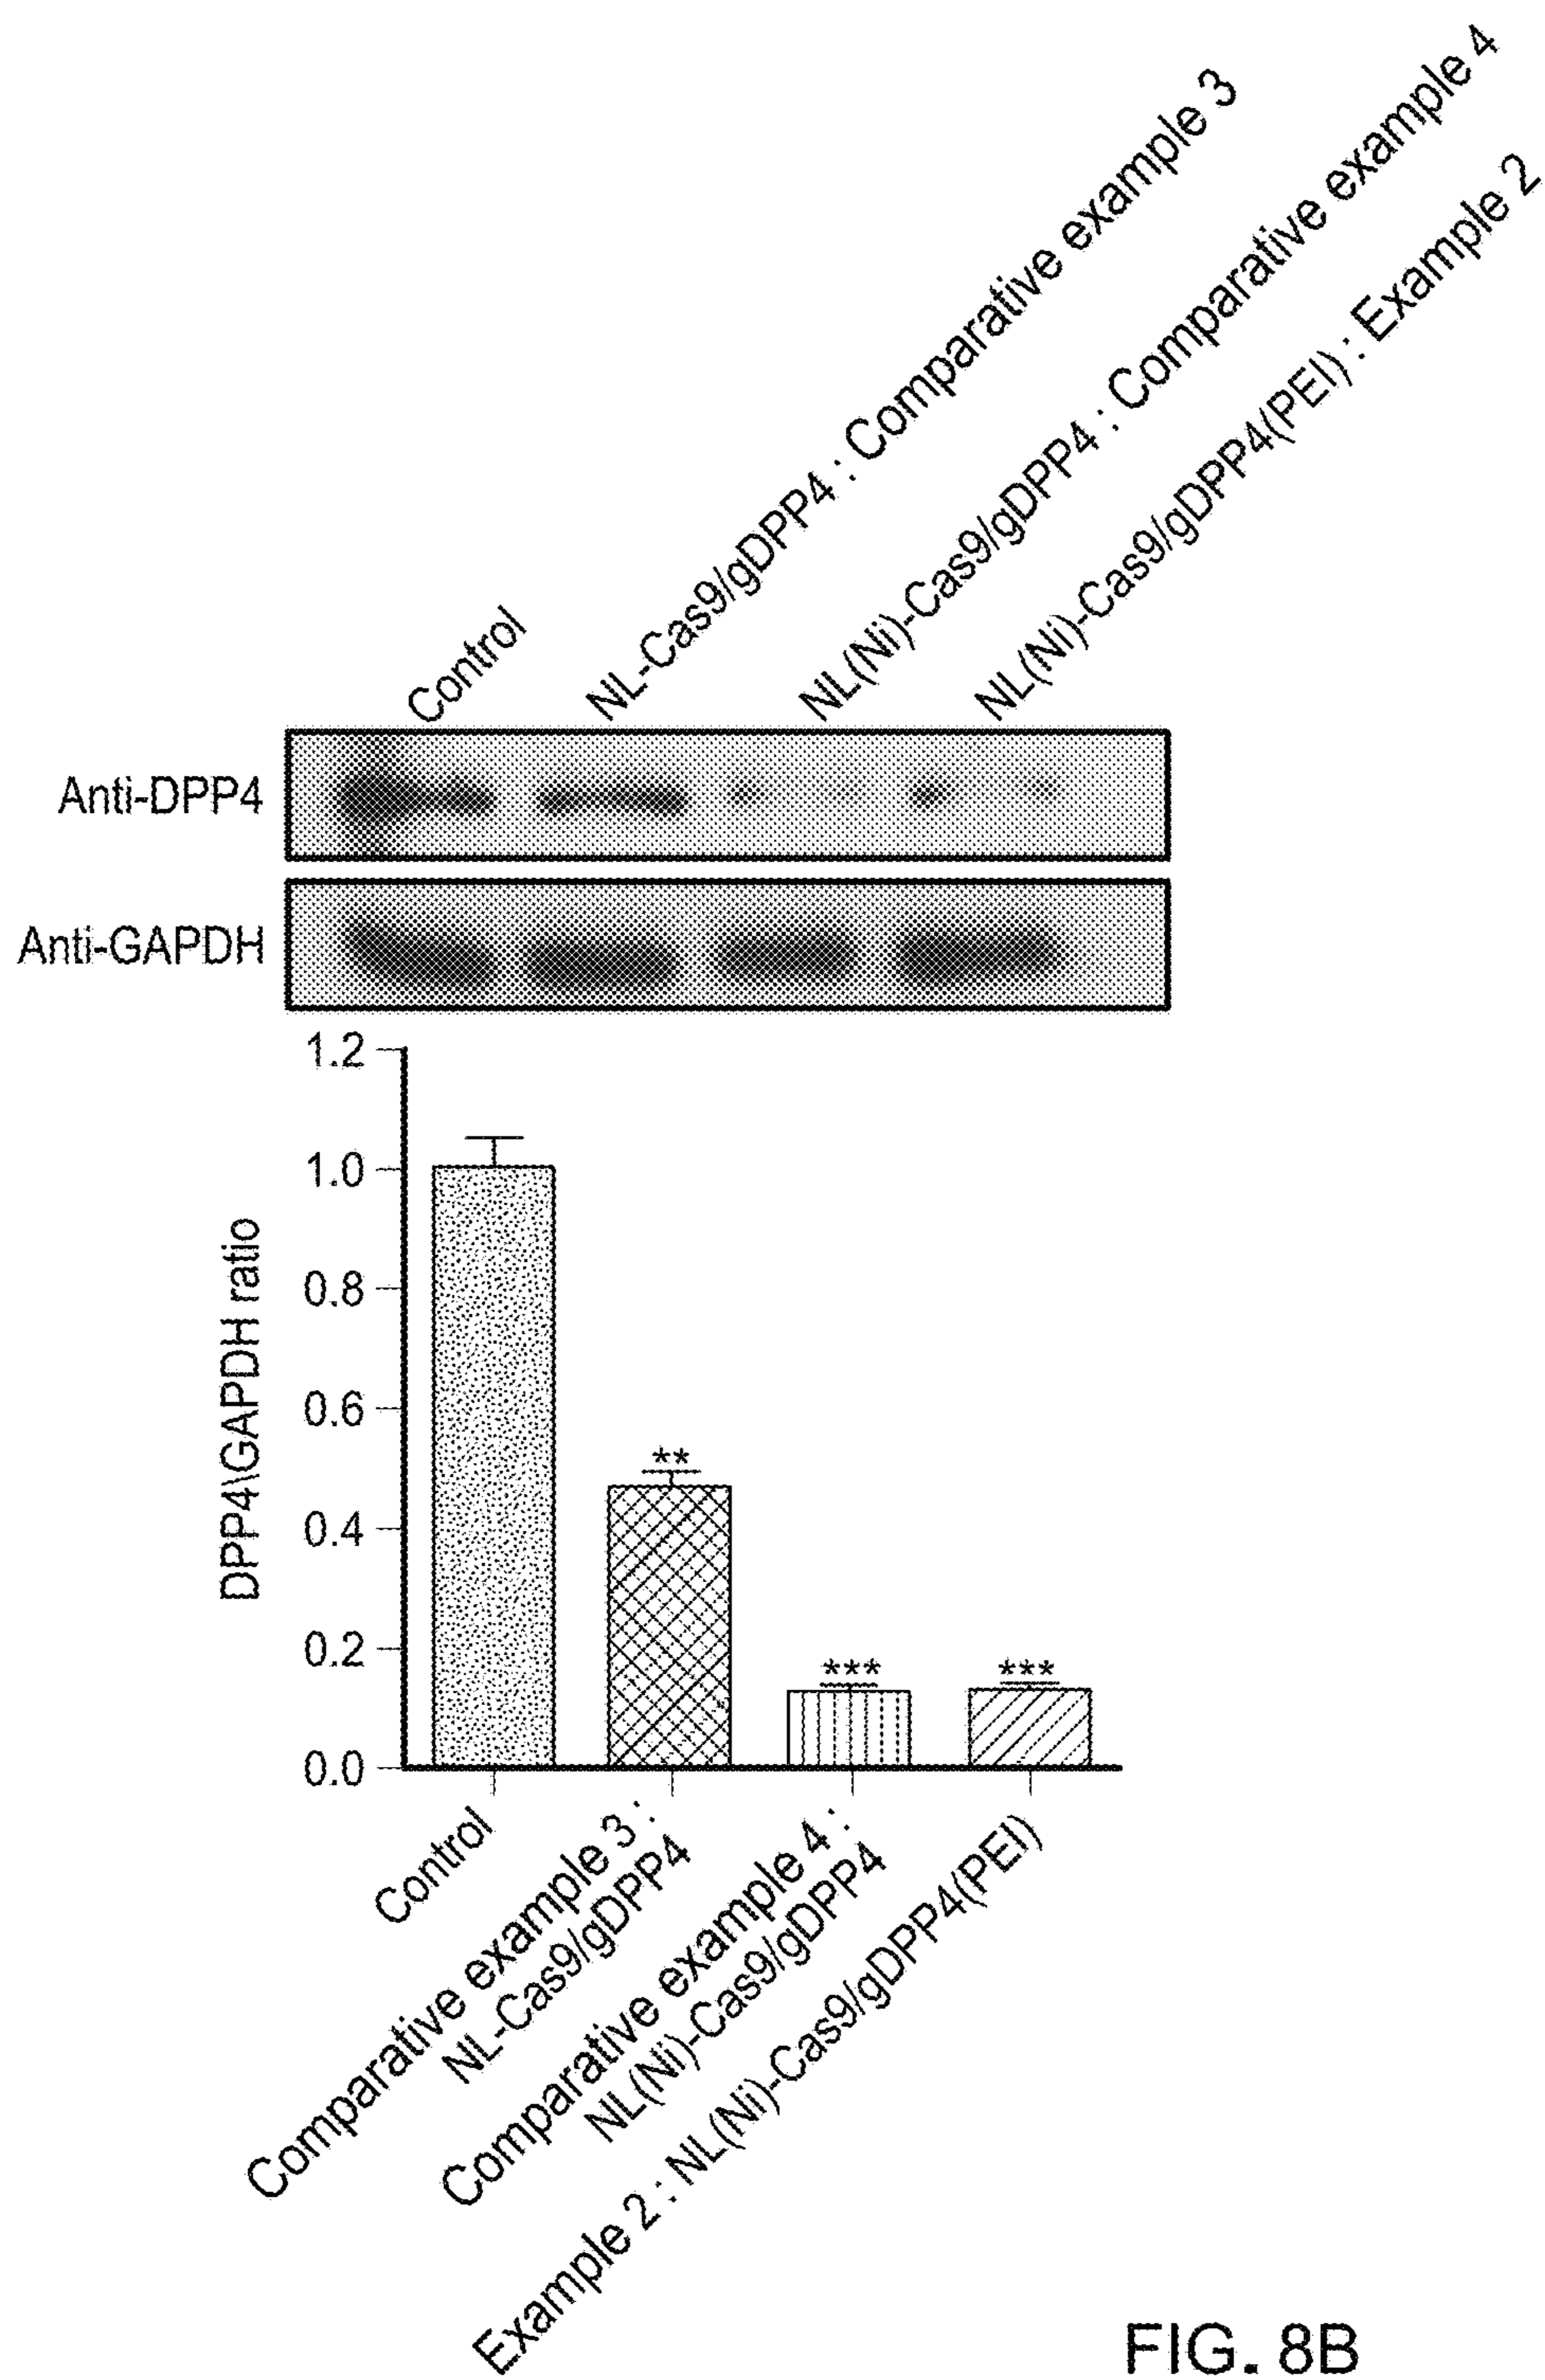 Control
NL-Cas9/gDPP4 : Comparative example 3
NL(Ni)-Cas9/gDPP4 : Comparative example 4
NL(Ni)-Cas9/gDPP4(PEI) : Example 2
Anti-DPP4
Anti-GAPDH
DPP4\GAPDH ratio
1.2
1.0
0.8
0.6
0.4
0.2
0.0
**
***
***
Control
Comparative example 3 :
NL-Cas9/gDPP4
Comparative example 4 :
NL(Ni)-Cas9/gDPP4
Example 2 : NL(Ni)-Cas9/gDPP4(PEI)
FIG. 8B